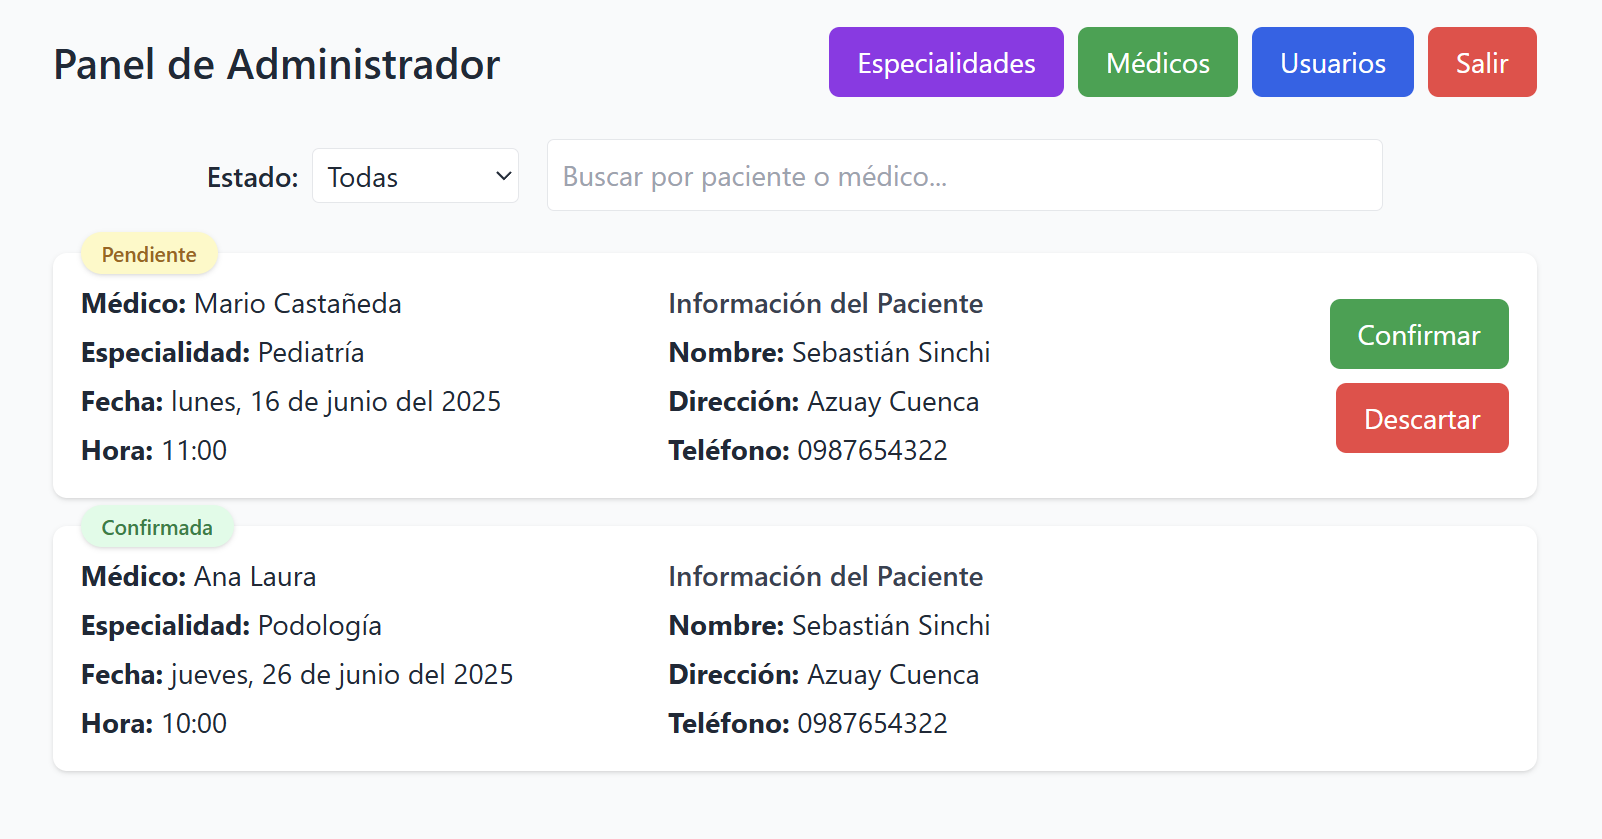 Panel de Administrador
Especialidades
Médicos
Usuarios
Salir
Estado:
Todas
Buscar por paciente o médico...
Pendiente
Médico: Mario Castañeda
Especialidad: Pediatría
Fecha: lunes, 16 de junio del 2025
Hora: 11:00
Información del Paciente
Nombre: Sebastián Sinchi
Dirección: Azuay Cuenca
Teléfono: 0987654322
Confirmar
Descartar
Confirmada
Médico: Ana Laura
Especialidad: Podología
Fecha: jueves, 26 de junio del 2025
Hora: 10:00
Información del Paciente
Nombre: Sebastián Sinchi
Dirección: Azuay Cuenca
Teléfono: 0987654322